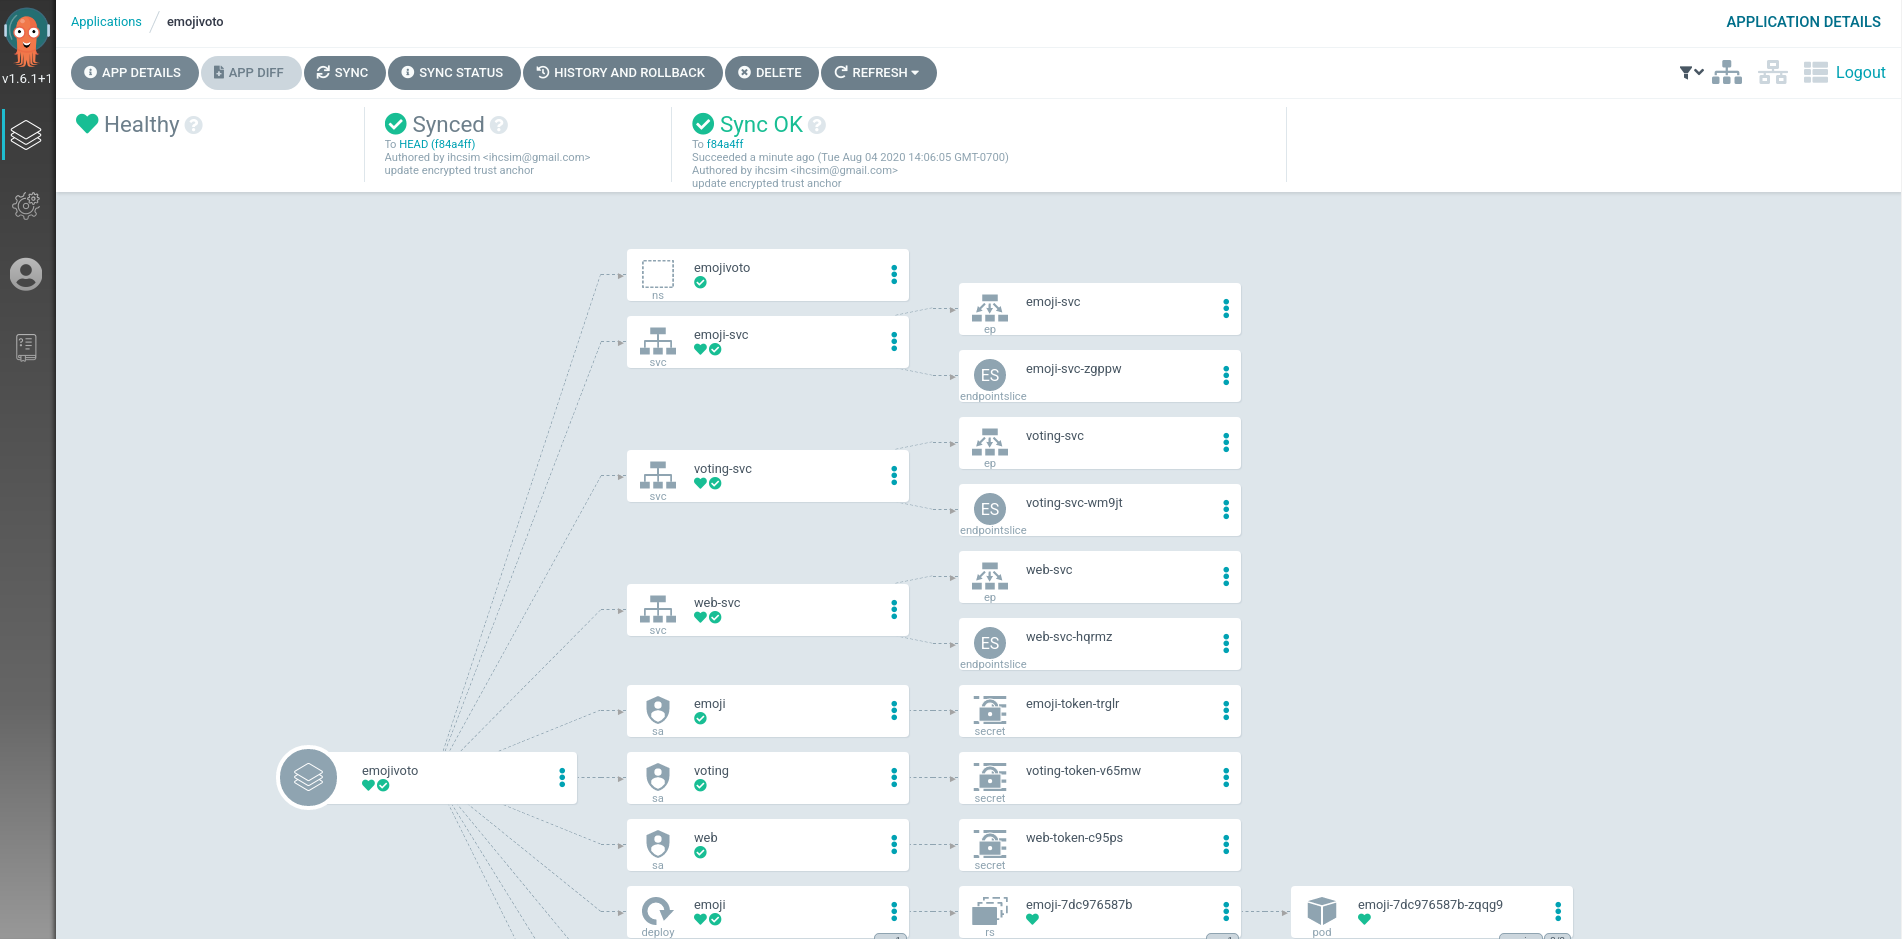 Applications / emojivoto
APPLICATION DETAILS
v1.6.1+1
APP DETAILS
APP DIFF
SYNC
SYNC STATUS
HISTORY AND ROLLBACK
DELETE
REFRESH
Logout
Healthy
Synced
To HEAD (f84a4ff)
Authored by ihcsim <ihcsim@gmail.com>
update encrypted trust anchor
Sync OK
To f84a4ff
Succeeded a minute ago (Tue Aug 04 2020 14:06:05 GMT-0700)
Authored by ihcsim <ihcsim@gmail.com>
update encrypted trust anchor
emojivoto
ns
emoji-svc
ep
emoji-svc
svc
ES
emoji-svc-zgppw
endpointslice
voting-svc
ep
voting-svc
svc
ES
voting-svc-wm9jt
endpointslice
web-svc
ep
web-svc
svc
ES
web-svc-hqrmz
endpointslice
emoji
sa
emoji-token-trglr
secret
emojivoto
voting
sa
voting-token-v65mw
secret
web
sa
web-token-c95ps
secret
emoji
deploy
emoji-7dc976587b
rs
emoji-7dc976587b-zqqg9
pod